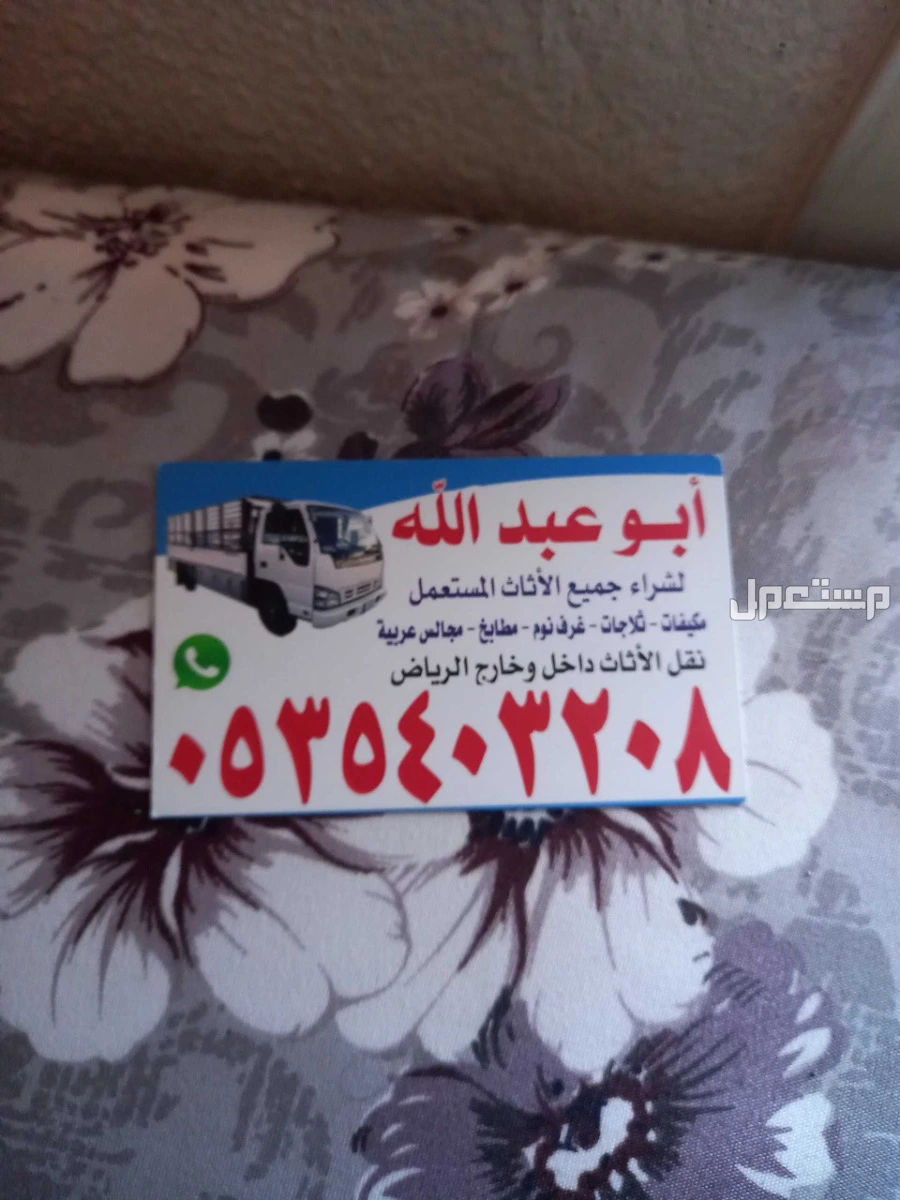 أبو عبد الله
لشراء جميع الأثاث المستعمل
مكيفات - ثلاجات - غرف نوم - مطابخ - مجالس عربية
نقل الأثاث داخل وخارج الرياض
٠٥٣٥٤٠٣٢٠٨
مستعمل